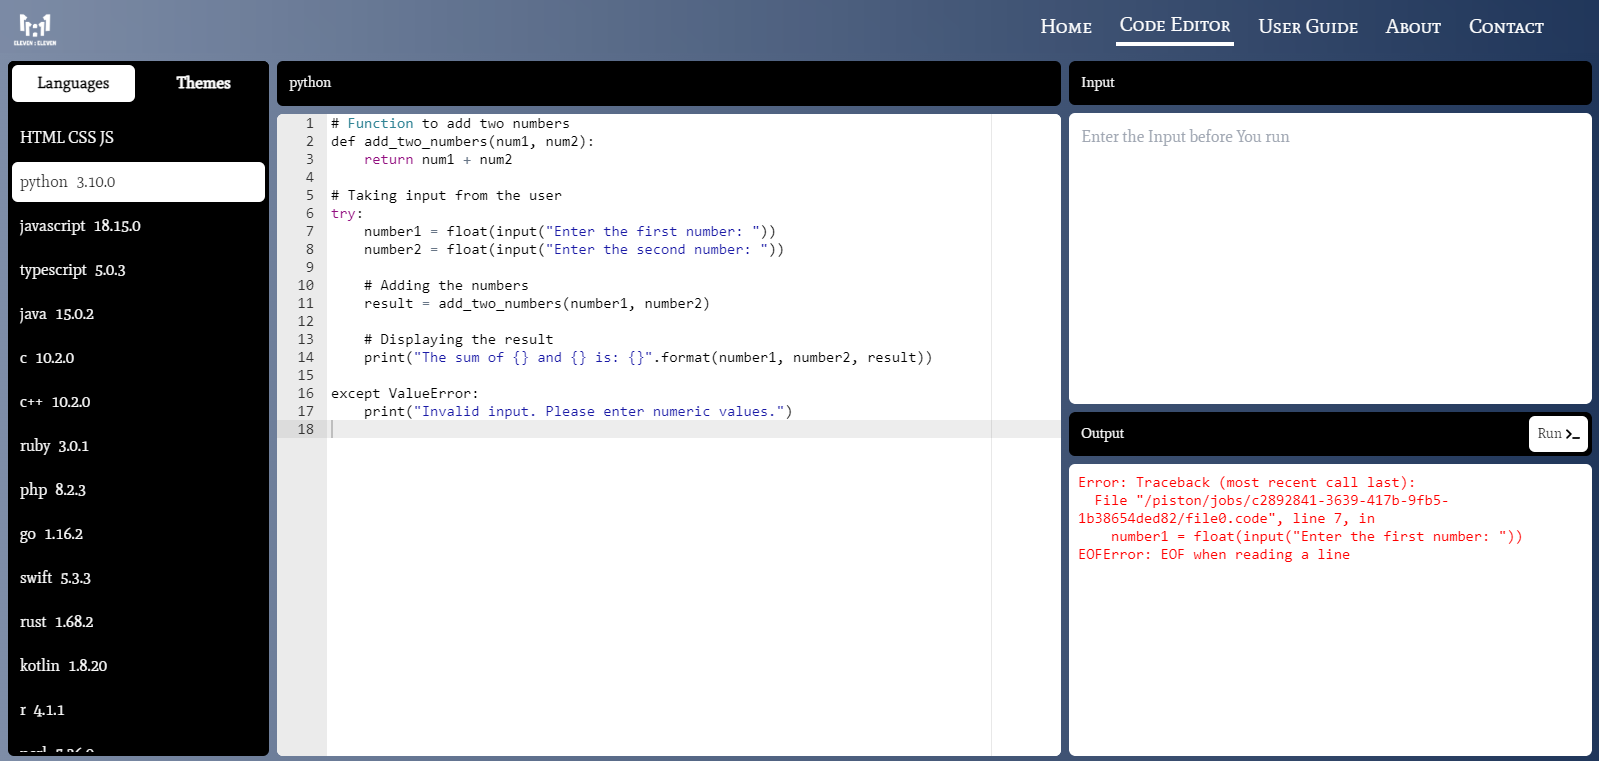 ELEVEN : ELEVEN
Home
Code Editor
User Guide
About
Contact
Languages
Themes
HTML CSS JS
python 3.10.0
javascript 18.15.0
typescript 5.0.3
java 15.0.2
c 10.2.0
c++ 10.2.0
ruby 3.0.1
php 8.2.3
go 1.16.2
swift 5.3.3
rust 1.68.2
kotlin 1.8.20
r 4.1.1
python
1 # Function to add two numbers
2 def add_two_numbers(num1, num2):
3     return num1 + num2
4
5 # Taking input from the user
6 try:
7     number1 = float(input("Enter the first number: "))
8     number2 = float(input("Enter the second number: "))
9
10     # Adding the numbers
11     result = add_two_numbers(number1, number2)
12
13     # Displaying the result
14     print("The sum of {} and {} is: {}".format(number1, number2, result))
15
16 except ValueError:
17     print("Invalid input. Please enter numeric values.")
18
Input
Enter the Input before You run
Output
Run >_
Error: Traceback (most recent call last):
  File "/piston/jobs/c2892841-3639-417b-9fb5-
1b38654ded82/file0.code", line 7, in
    number1 = float(input("Enter the first number: "))
EOFError: EOF when reading a line